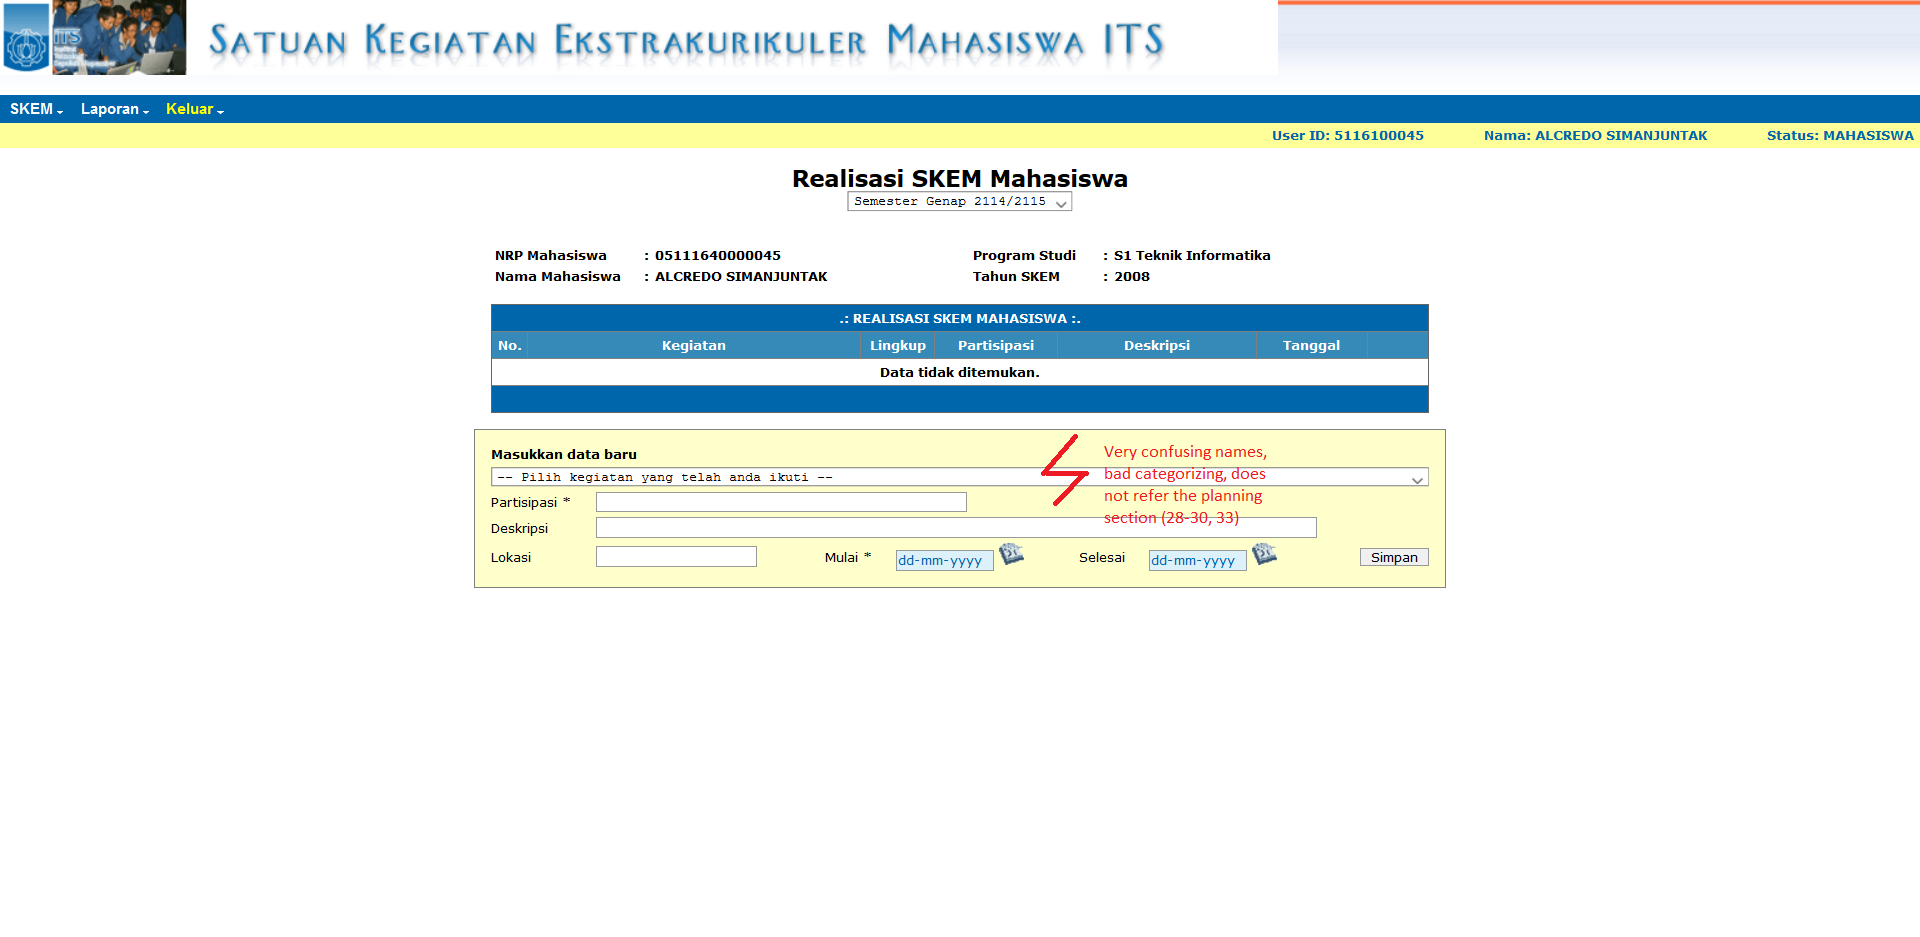 ITS
SATUAN KEGIATAN EKSTRAKURIKULER MAHASISWA ITS
SKEM Laporan Keluar
User ID: 5116100045 Nama: ALCREDO SIMANJUNTAK Status: MAHASISWA
Realisasi SKEM Mahasiswa
Semester Genap 2114/2115
NRP Mahasiswa : 05111640000045 Program Studi : S1 Teknik Informatika
Nama Mahasiswa : ALCREDO SIMANJUNTAK Tahun SKEM : 2008
.: REALISASI SKEM MAHASISWA :.
No. Kegiatan Lingkup Partisipasi Deskripsi Tanggal
Data tidak ditemukan.
Masukkan data baru
-- Pilih kegiatan yang telah anda ikuti --
Very confusing names,
bad categorizing, does
not refer the planning
section (28-30, 33)
Partisipasi *
Deskripsi
Lokasi Mulai * dd-mm-yyyy Selesai dd-mm-yyyy Simpan